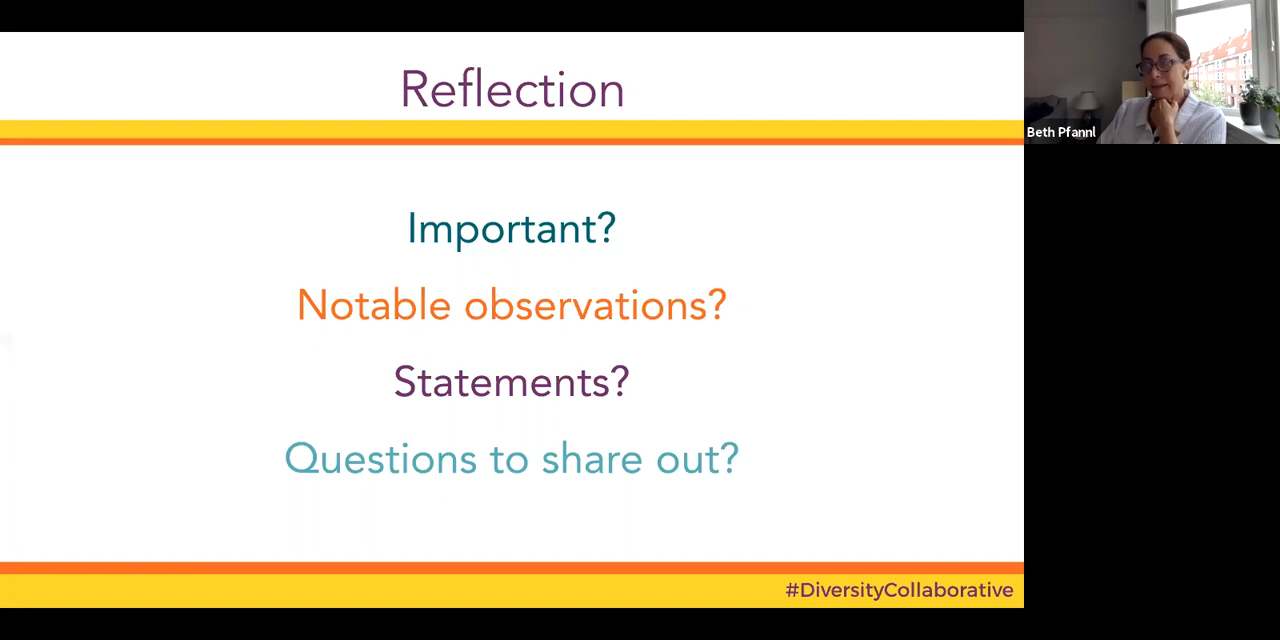 Reflection
Important?
Notable observations?
Statements?
Questions to share out?
#DiversityCollaborative
Beth Pfannl